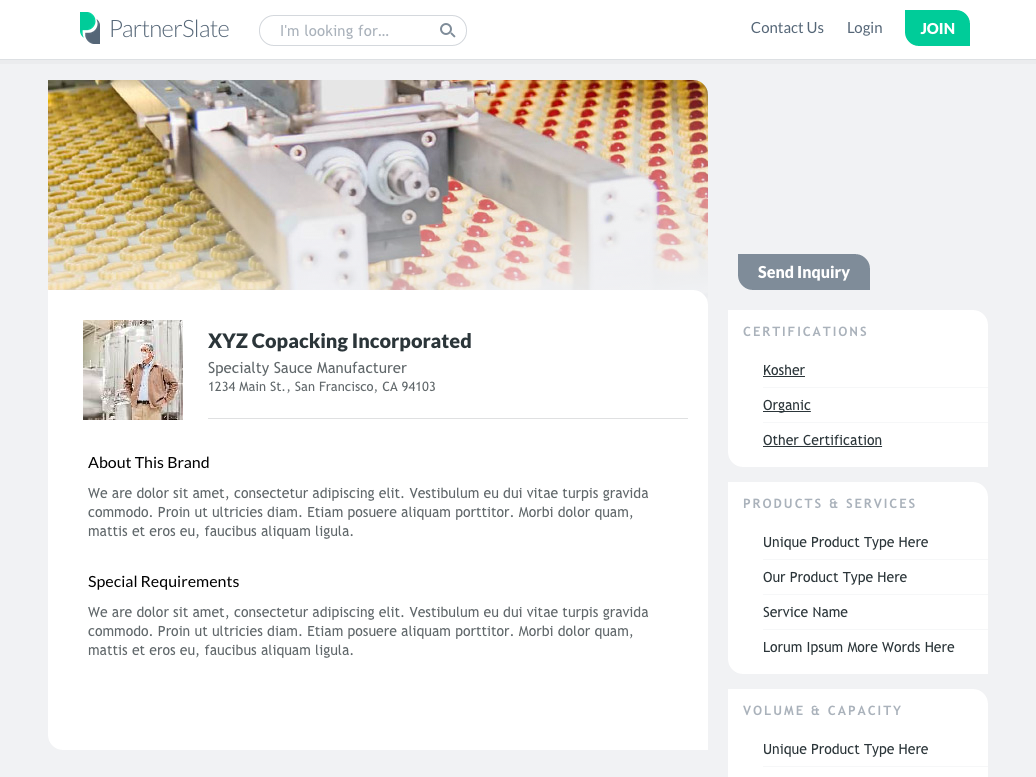 PartnerSlate
I'm looking for...
Contact Us
Login
JOIN
Send Inquiry
XYZ Copacking Incorporated
Specialty Sauce Manufacturer
1234 Main St., San Francisco, CA 94103
About This Brand
We are dolor sit amet, consectetur adipiscing elit. Vestibulum eu dui vitae turpis gravida
commodo. Proin ut ultricies diam. Etiam posuere aliquam porttitor. Morbi dolor quam,
mattis et eros eu, faucibus aliquam ligula.
Special Requirements
We are dolor sit amet, consectetur adipiscing elit. Vestibulum eu dui vitae turpis gravida
commodo. Proin ut ultricies diam. Etiam posuere aliquam porttitor. Morbi dolor quam,
mattis et eros eu, faucibus aliquam ligula.
CERTIFICATIONS
Kosher
Organic
Other Certification
PRODUCTS & SERVICES
Unique Product Type Here
Our Product Type Here
Service Name
Lorum Ipsum More Words Here
VOLUME & CAPACITY
Unique Product Type Here